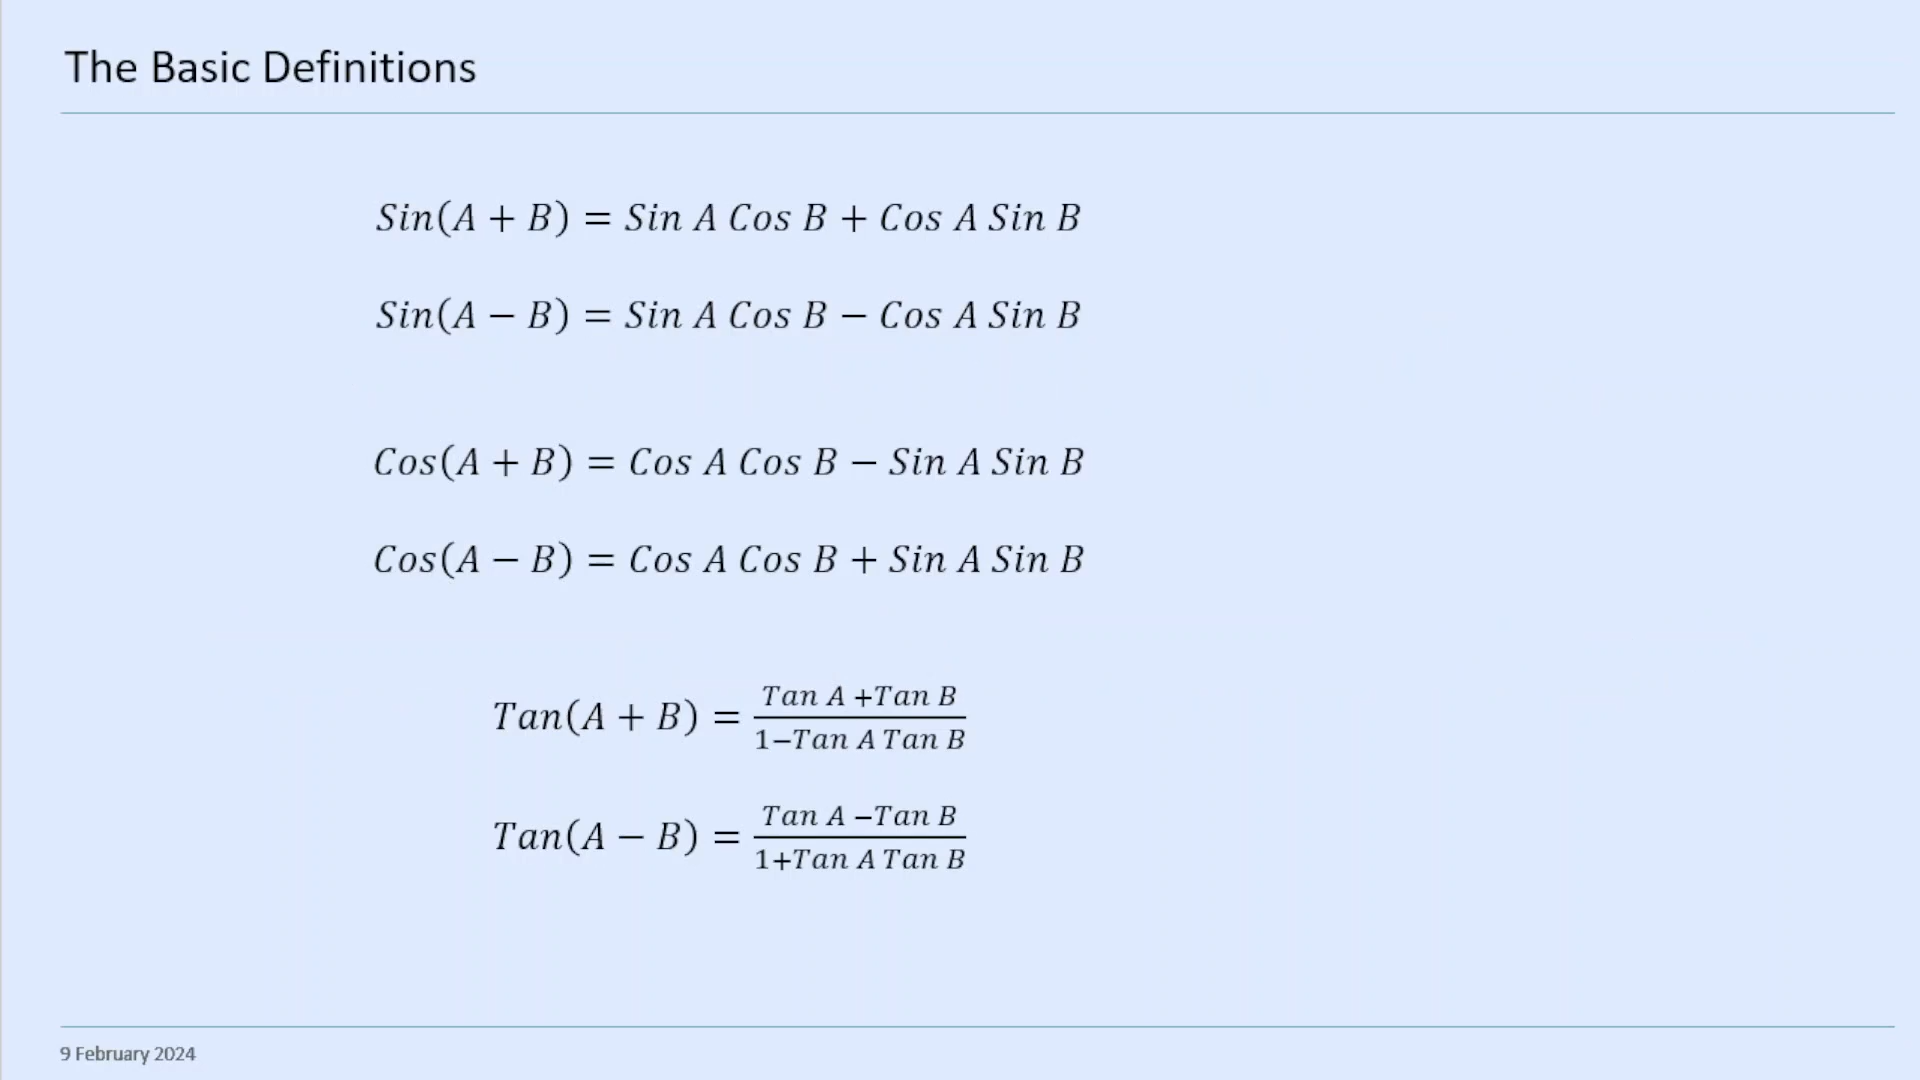 The Basic Definitions
Sin(A + B) = Sin A Cos B + Cos A Sin B
Sin(A − B) = Sin A Cos B − Cos A Sin B
Cos(A + B) = Cos A Cos B − Sin A Sin B
Cos(A − B) = Cos A Cos B + Sin A Sin B
Tan(A + B) = \frac{Tan A +Tan B}{1−Tan A Tan B}
Tan(A − B) = \frac{Tan A −Tan B}{1+Tan A Tan B}
9 February 2024